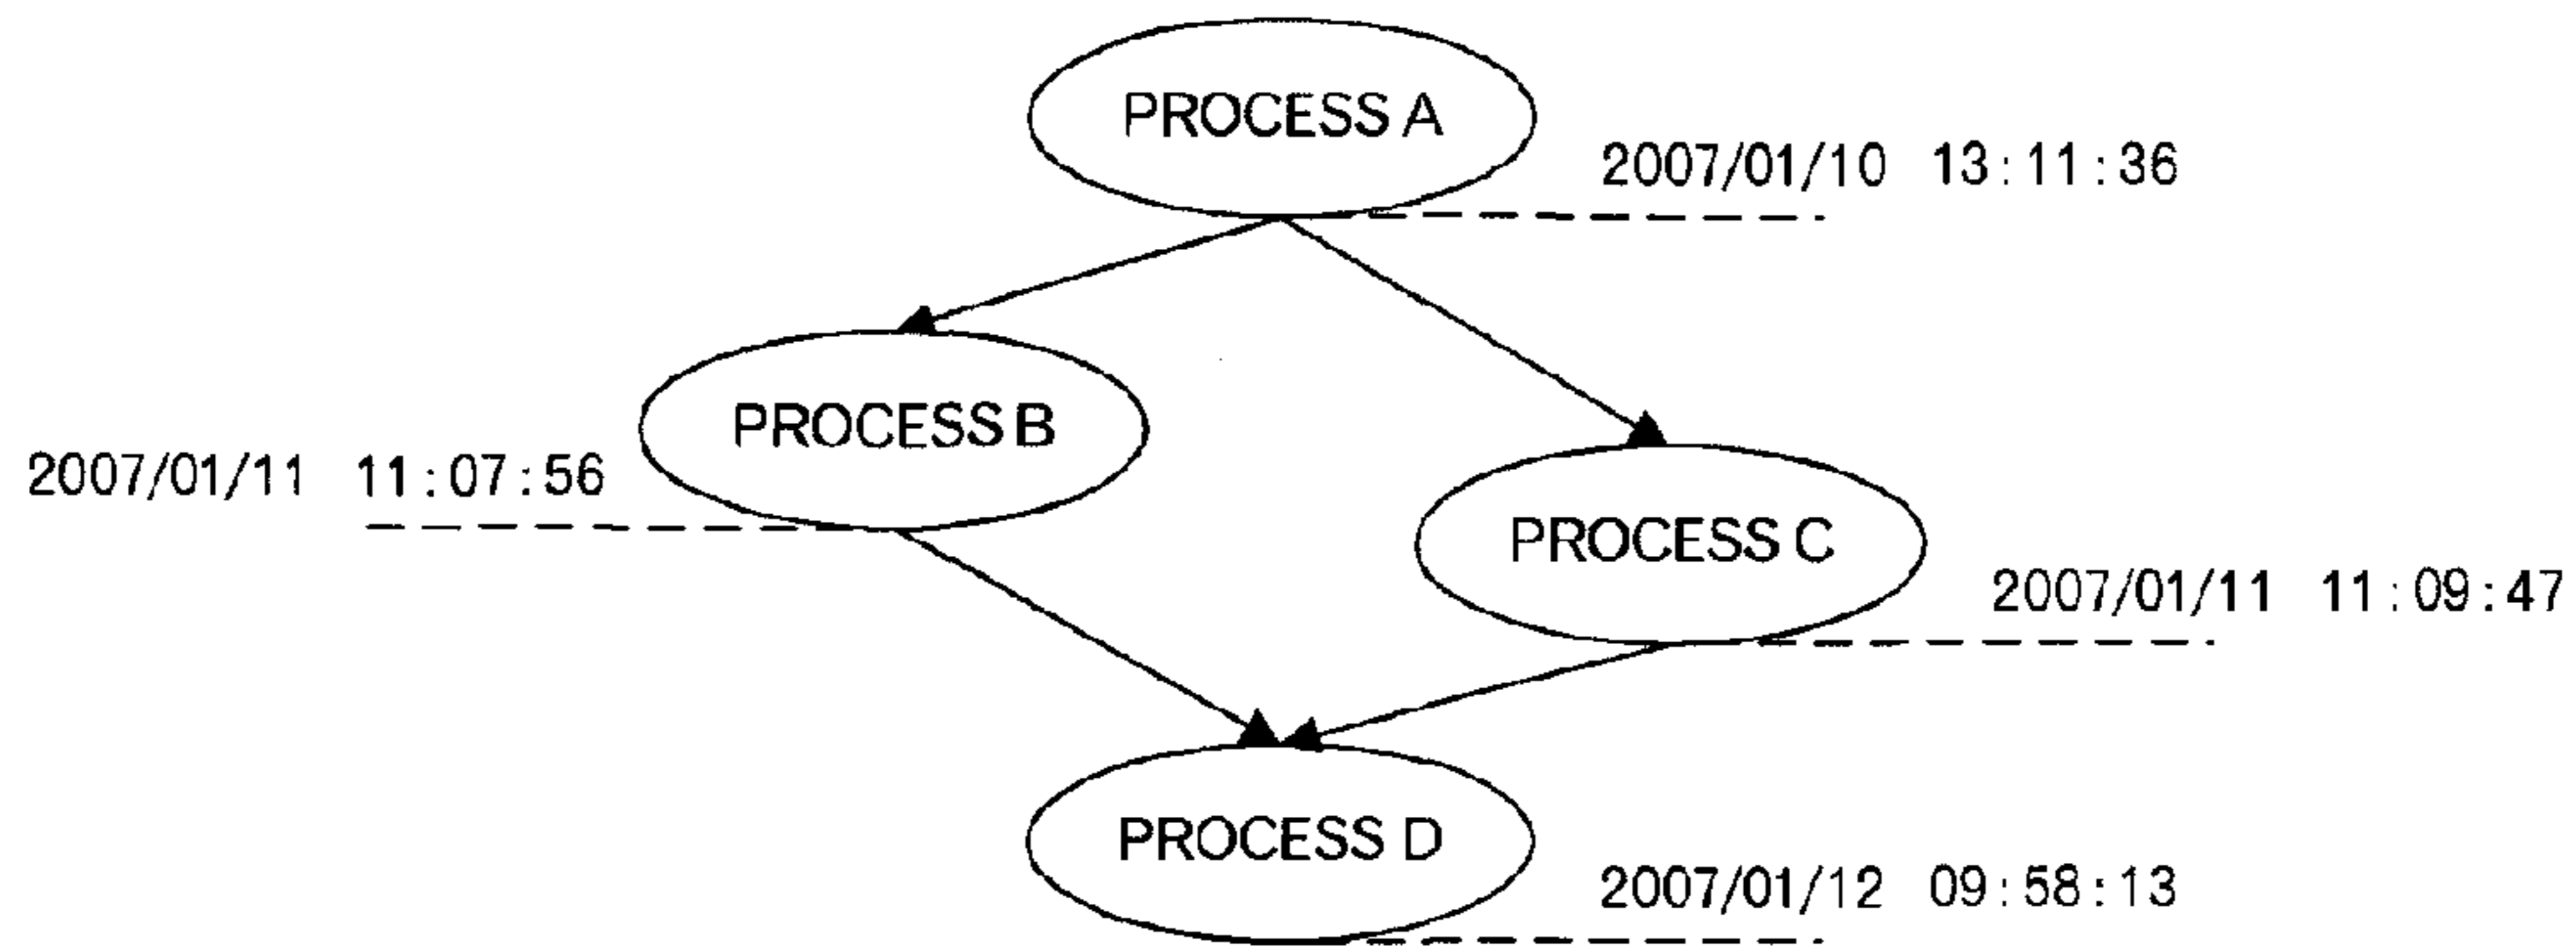 PROCESS A
2007/01/10 13:11:36
PROCESS B
2007/01/11 11:07:56
PROCESS C
2007/01/11 11:09:47
PROCESS D
2007/01/12 09:58:13